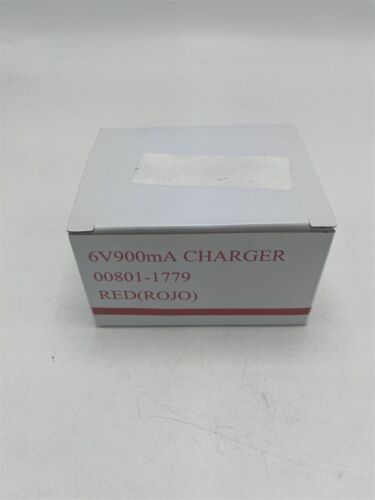 6V900mA CHARGER
00801-1779
RED(ROJO)